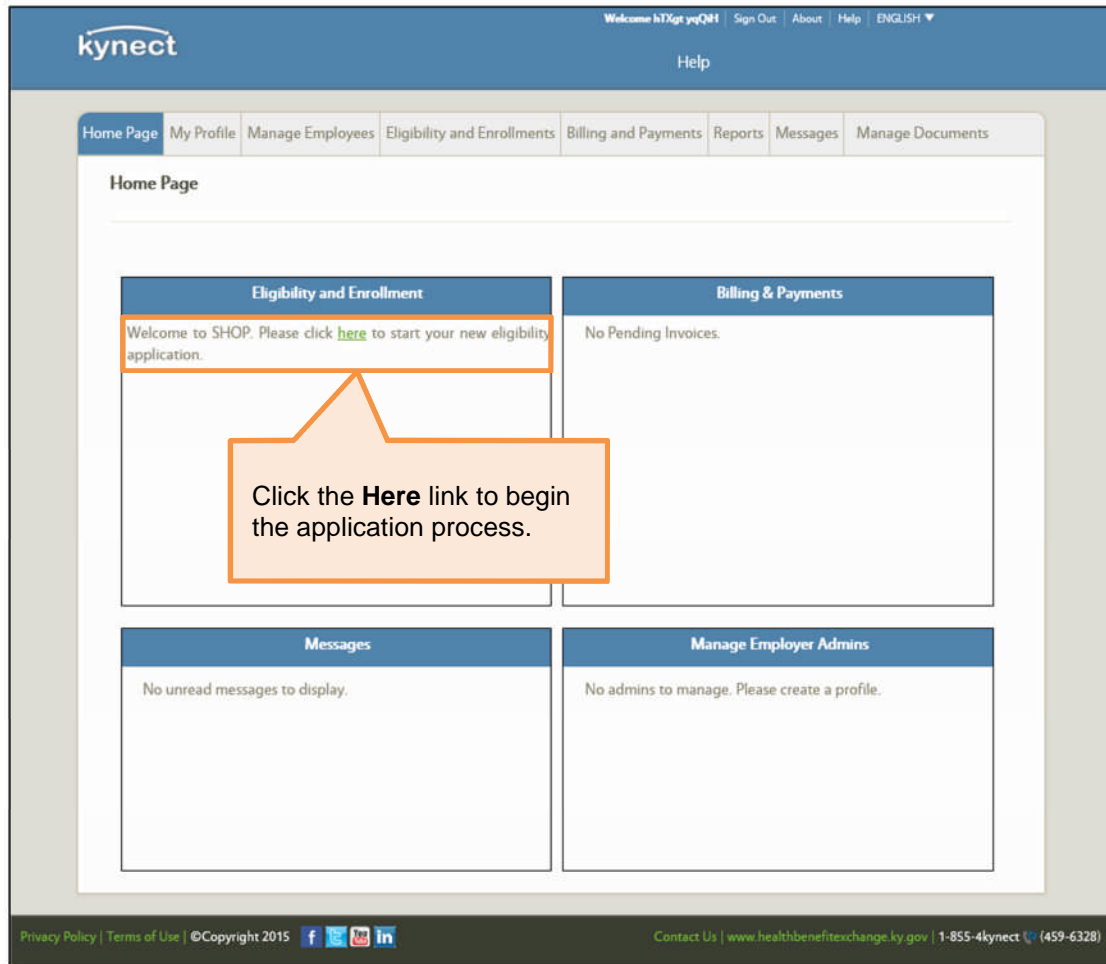 kynect
Welcome hTXgt yqQiH | Sign Out | About | Help | ENGLISH ▼
Help
Home Page My Profile Manage Employees Eligibility and Enrollments Billing and Payments Reports Messages Manage Documents
Home Page
Eligibility and Enrollment
Welcome to SHOP. Please click here to start your new eligibility
application.
Click the Here link to begin
the application process.
Billing & Payments
No Pending Invoices.
Messages
No unread messages to display.
Manage Employer Admins
No admins to manage. Please create a profile.
Privacy Policy | Terms of Use | ©Copyright 2015 f You in Contact Us | www.healthbenefitexchange.ky.gov | 1-855-4kynect (459-6328)